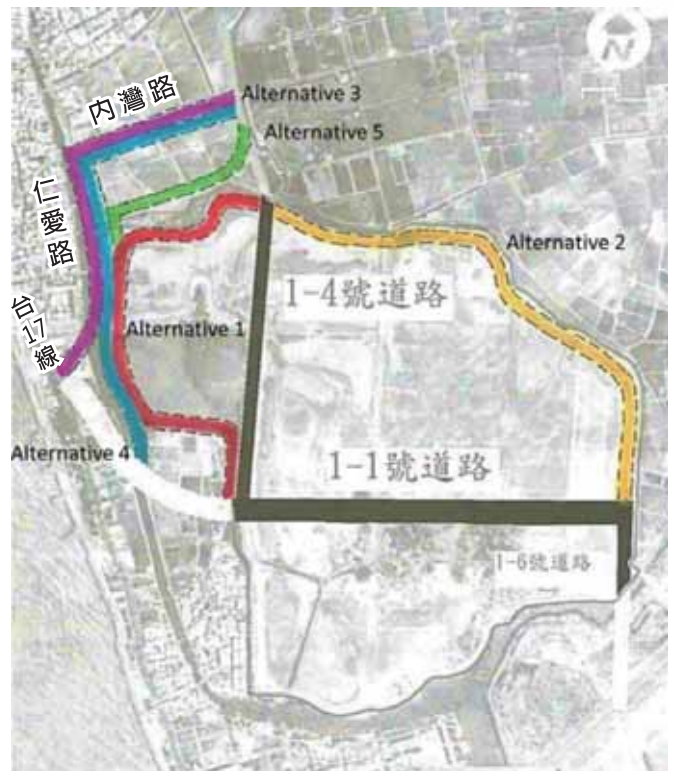 N
內灣路
Alternative 3
Alternative 5
仁愛路
Alternative 2
1-4號道路
台17線
Alternative 1
Alternative 4
1-1號道路
1-6號道路